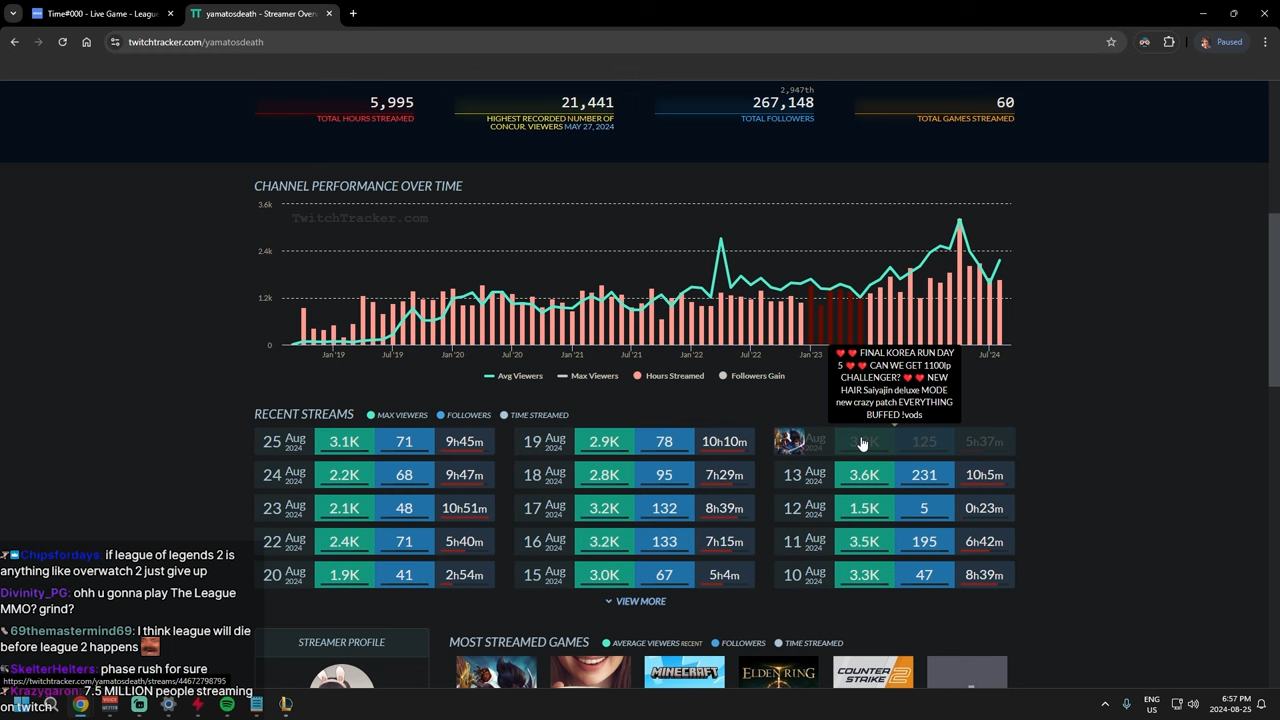 Time#000 - Live Game - Leagu
yamatosdeath - Streamer Over
twitchtracker.com/yamatosdeath
Paused
5,995
TOTAL HOURS STREAMED
21,441
HIGHEST RECORDED NUMBER OF
CONCUR. VIEWERS MAY 27, 2024
2,947th
267,148
TOTAL FOLLOWERS
60
TOTAL GAMES STREAMED
CHANNEL PERFORMANCE OVER TIME
TwitchTracker.com
3.6k
2.4k
1.2k
0
Jan '19 Jul '19 Jan '20 Jul '20 Jan '21 Jul '21 Jan '22 Jul '22 Jan '23 Jul '24
Avg Viewers Max Viewers Hours Streamed Followers Gain
FINAL KOREA RUN DAY
5 CAN WE GET 1100lp
CHALLENGER? NEW
HAIR Saiyajin deluxe MODE
new crazy patch EVERYTHING
BUFFED !vods
RECENT STREAMS MAX VIEWERS FOLLOWERS TIME STREAMED
25 Aug 2024 3.1K 71 9h45m
24 Aug 2024 2.2K 68 9h47m
23 Aug 2024 2.1K 48 10h51m
22 Aug 2024 2.4K 71 5h40m
20 Aug 2024 1.9K 41 2h54m
19 Aug 2024 2.9K 78 10h10m
18 Aug 2024 2.8K 95 7h29m
17 Aug 2024 3.2K 132 8h39m
16 Aug 2024 3.2K 133 7h15m
15 Aug 2024 3.0K 67 5h4m
Aug 2024 125 5h37m
13 Aug 2024 3.6K 231 10h5m
12 Aug 2024 1.5K 5 0h23m
11 Aug 2024 3.5K 195 6h42m
10 Aug 2024 3.3K 47 8h39m
VIEW MORE
STREAMER PROFILE
MOST STREAMED GAMES AVERAGE VIEWERS RECENT FOLLOWERS TIME STREAMED
MINECRAFT
ELDEN RING
COUNTER
STRIKE 2
Chipsfordays: if league of legends 2 is
anything like overwatch 2 just give up
Divinity_PG: ohh u gonna play The League
MMO? grind?
69themastermind69: I think league will die
before league 2 happens
SkelterHelters: phase rush for sure
https://twitchtracker.com/yamatosdeath/streams/44672798795
Krazygaron: 7.5 MILLION people streaming
on twitch
ENG
US
6:57 PM
2024-08-25